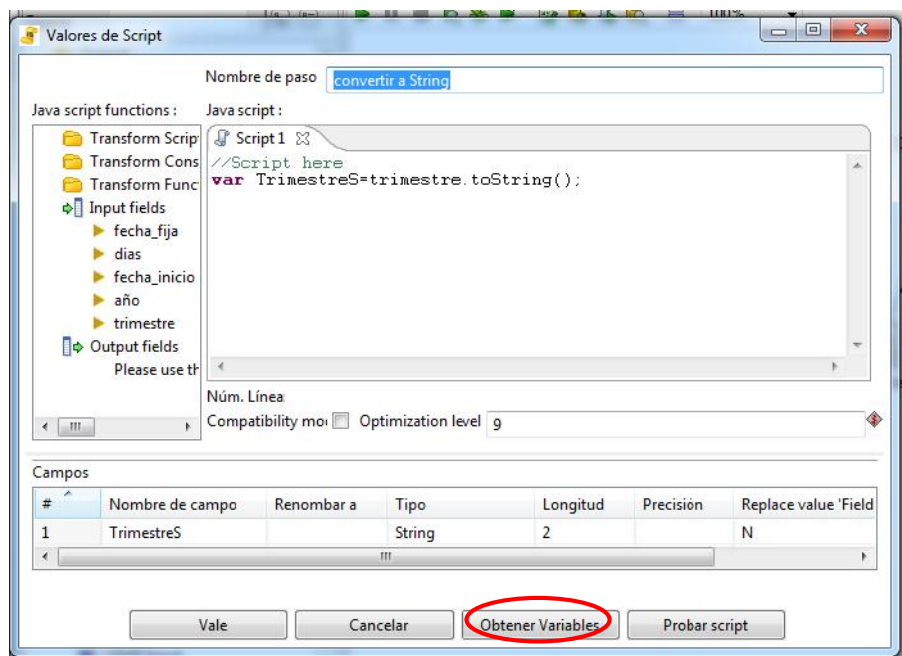 100%
Valores de Script
Nombre de paso convertir a String
Java script functions :
Java script :
Transform Scrip
Transform Cons
Transform Func
Input fields
fecha_fija
dias
fecha_inicio
año
trimestre
Output fields
Please use th
Script 1
//Script here
var TrimestreS=trimestre.toString();
Núm. Línea
Compatibility mo Optimization level 9
Campos
# Nombre de campo Renombar a Tipo Longitud Precisión Replace value 'Field
1 TrimestreS String 2 N
Vale Cancelar Obtener Variables Probar script